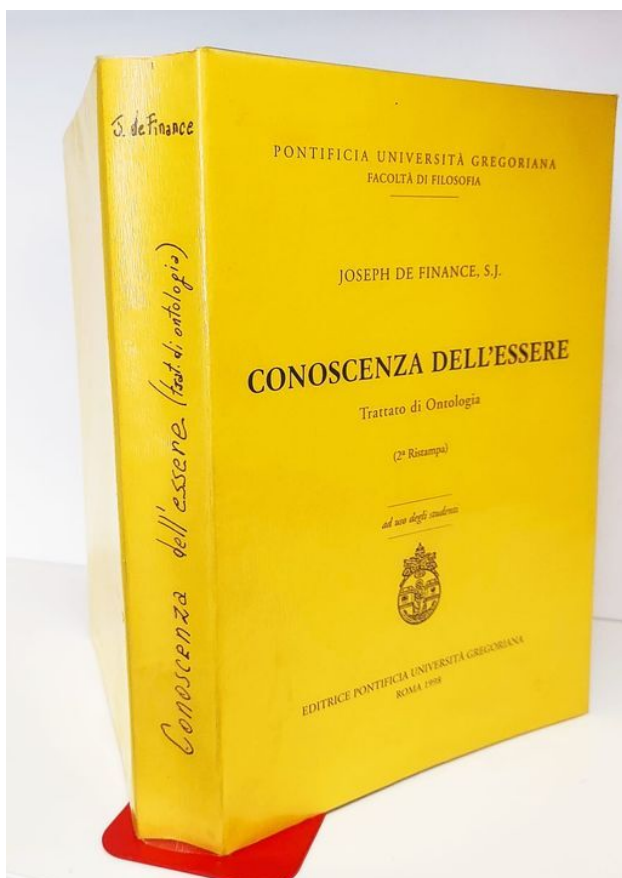 J. de Finance
Conoscenza dell'essere (trat. di ontologia)
PONTIFICIA UNIVERSITÀ GREGORIANA
FACOLTÀ DI FILOSOFIA
JOSEPH DE FINANCE, S.J.
CONOSCENZA DELL'ESSERE
Trattato di Ontologia
(2ª Ristampa)
ad uso degli studenti
EDITRICE PONTIFICIA UNIVERSITÀ GREGORIANA
ROMA 1998